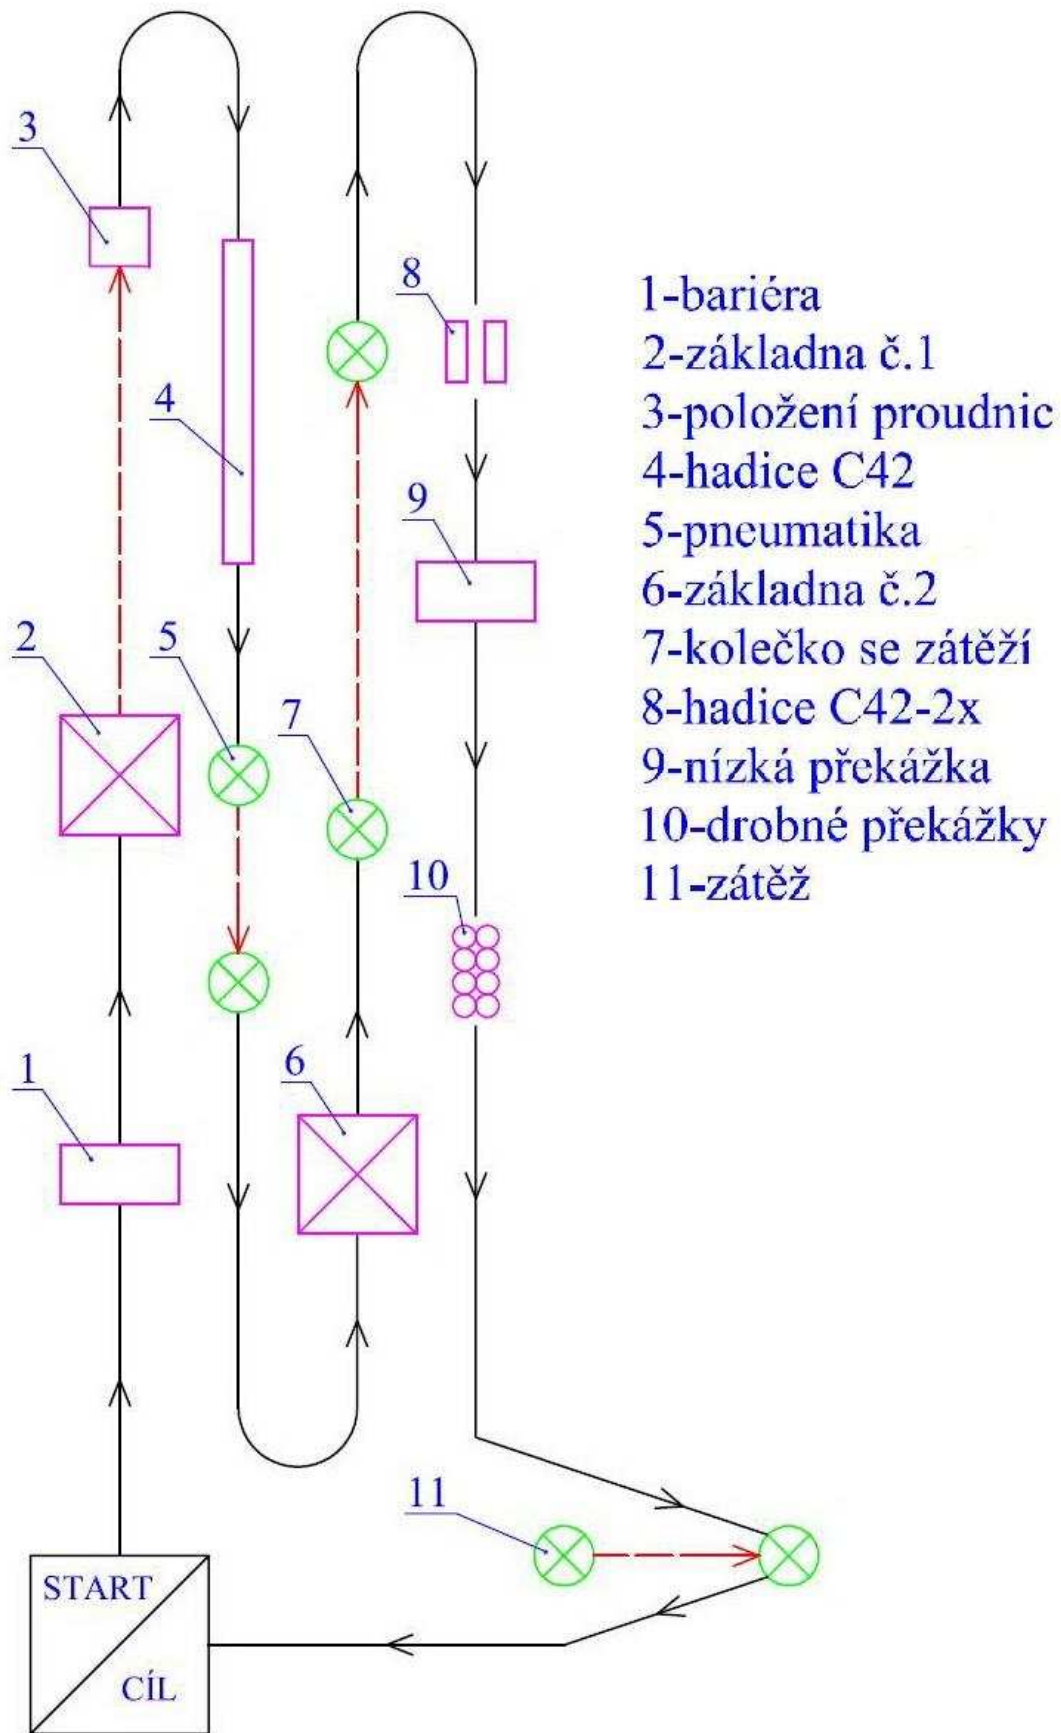 3
8
4
9
2
5
7
10
1
6
11
START
CÍL
1-bariéra
2-základna č.1
3-položení proudnic
4-hadice C42
5-pneumatika
6-základna č.2
7-kolečko se zátěží
8-hadice C42-2x
9-nízká překážka
10-drobné překážky
11-zátěž